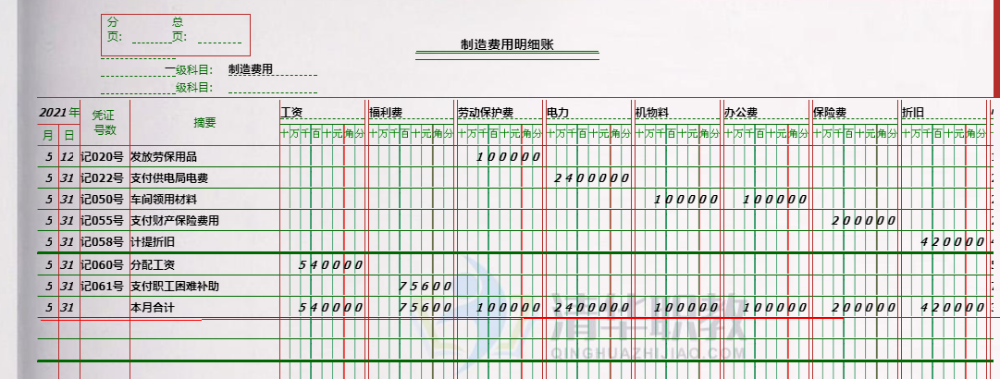 分页: 总页:
制造费用明细账
一级科目: 制造费用
级科目:
2021 年 凭证号数 摘要 工资 福利费 劳动保护费 电力 机物料 办公费 保险费 折旧
月 日 十万千百十元角分 十万千百十元角分 十万千百十元角分 十万千百十元角分 十万千百十元角分 十万千百十元角分 十万千百十元角分 十万千百十元角分
5 12 记020号 发放劳保用品 100000
5 31 记022号 支付供电局电费 2400000
5 31 记050号 车间领用材料 100000 100000
5 31 记055号 支付财产保险费用 200000
5 31 记058号 计提折旧 420000
5 31 记060号 分配工资 540000
5 31 记061号 支付职工困难补助 75600
5 31 本月合计 540000 75600 100000 2400000 100000 100000 200000 420000
清华职教
QINGHUAZHIJIAO.COM